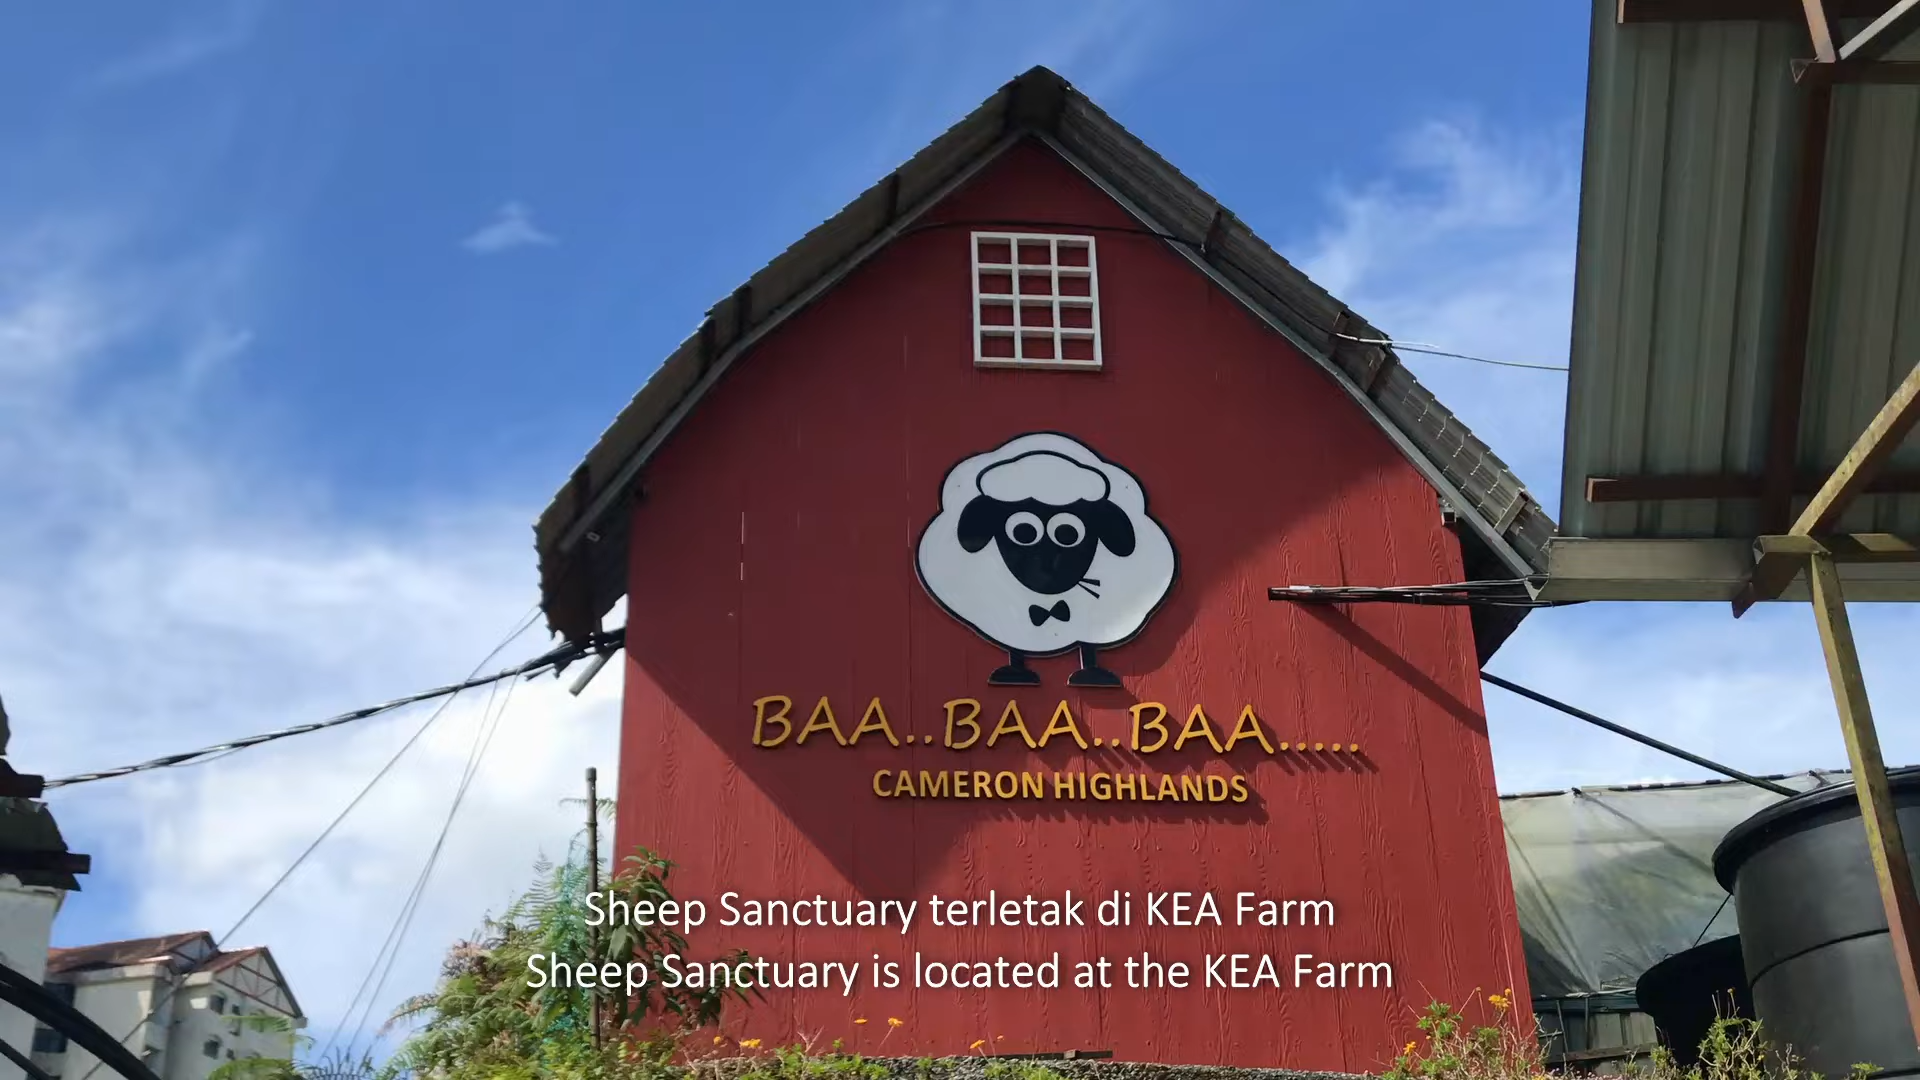 BAA..BAA..BAA.....
CAMERON HIGHLANDS
Sheep Sanctuary terletak di KEA Farm
Sheep Sanctuary is located at the KEA Farm